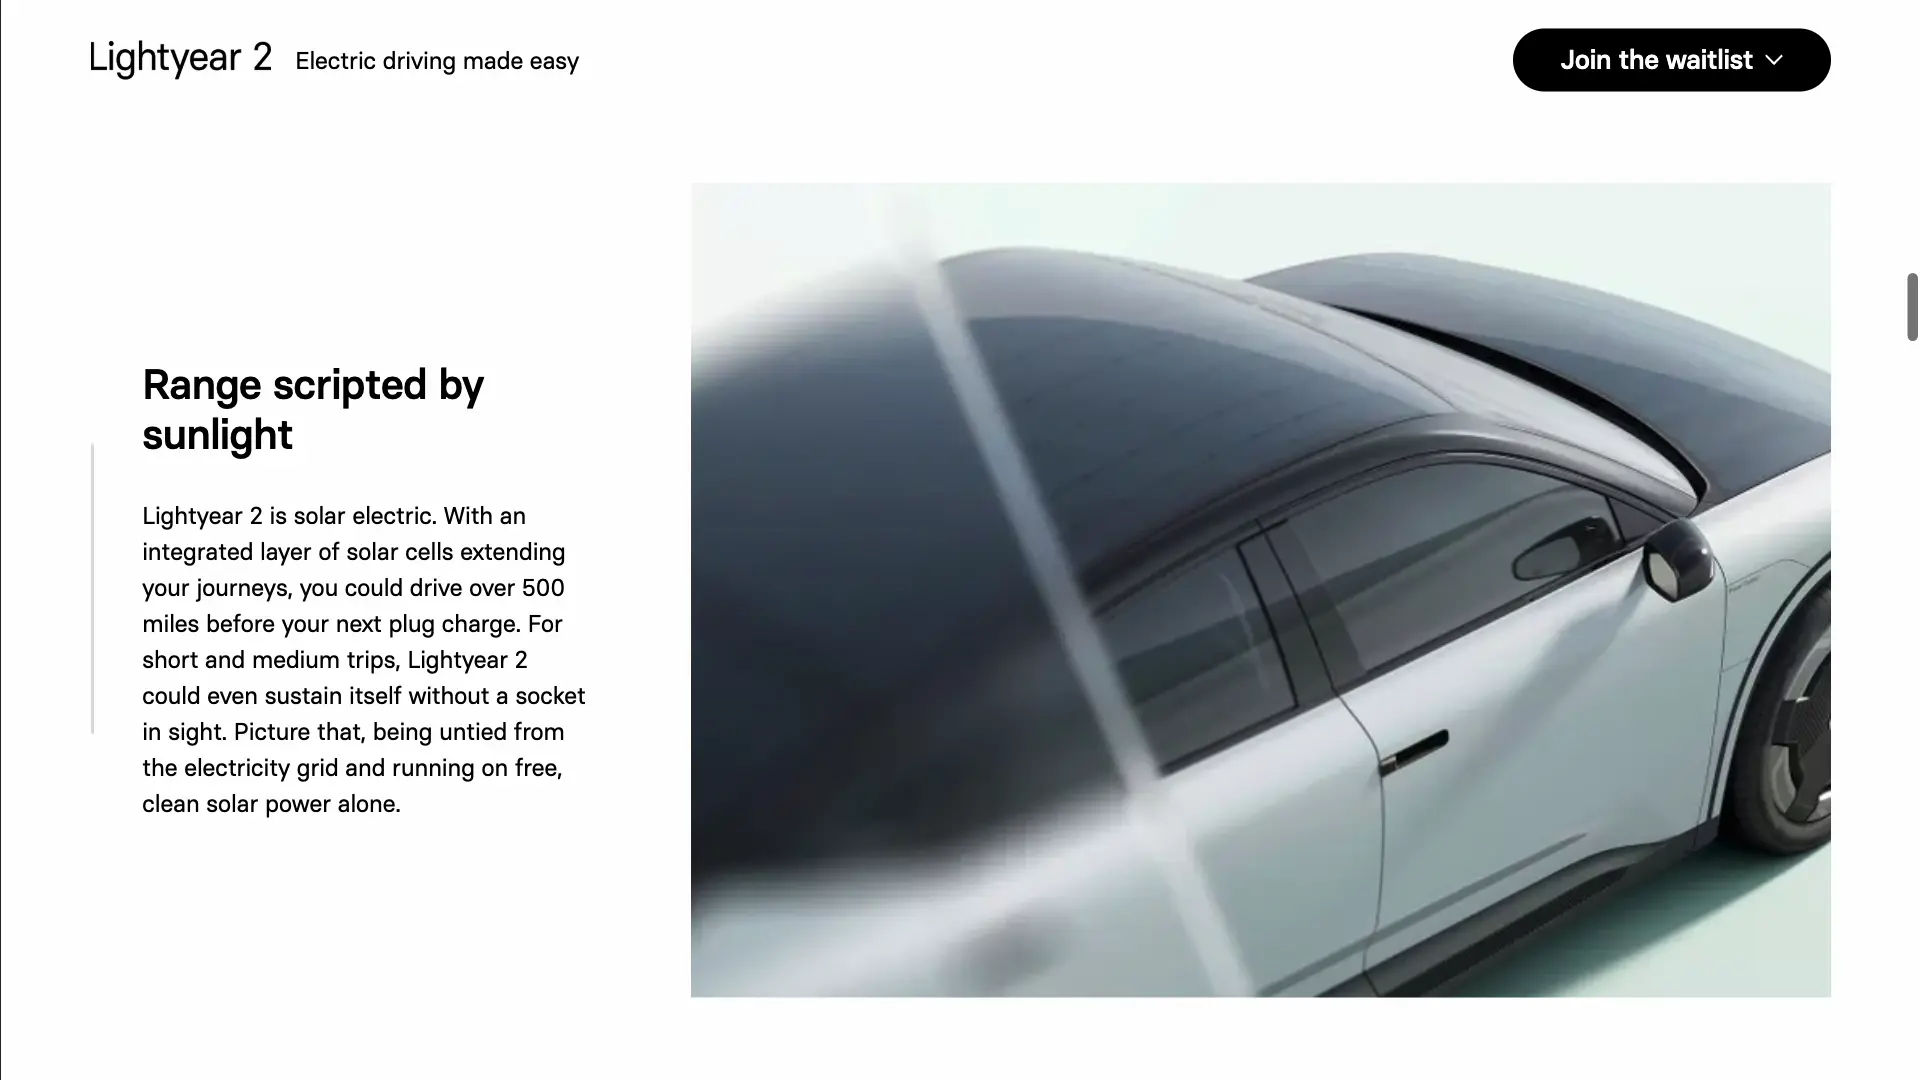 Lightyear 2 Electric driving made easy
Join the waitlist
Range scripted by
sunlight
Lightyear 2 is solar electric. With an
integrated layer of solar cells extending
your journeys, you could drive over 500
miles before your next plug charge. For
short and medium trips, Lightyear 2
could even sustain itself without a socket
in sight. Picture that, being untied from
the electricity grid and running on free,
clean solar power alone.